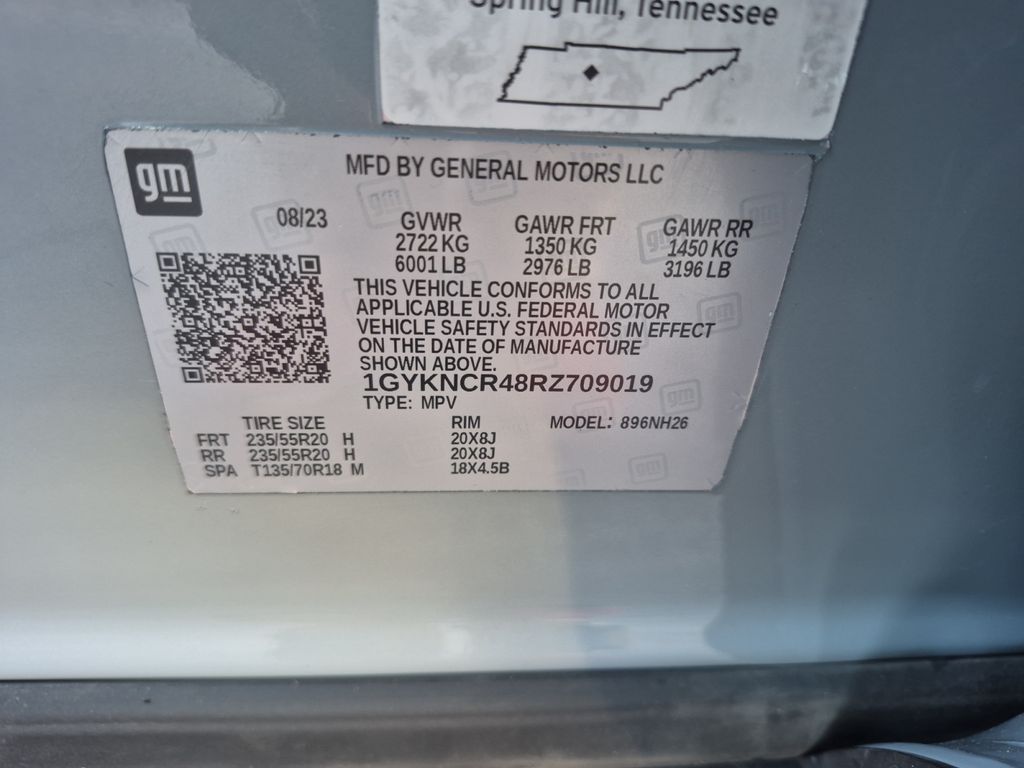 Spring Hill, Tennessee
gm
MFD BY GENERAL MOTORS LLC
08/23
GVWR GAWR FRT GAWR RR
2722 KG 1350 KG 1450 KG
6001 LB 2976 LB 3196 LB
THIS VEHICLE CONFORMS TO ALL
APPLICABLE U.S. FEDERAL MOTOR
VEHICLE SAFETY STANDARDS IN EFFECT
ON THE DATE OF MANUFACTURE
SHOWN ABOVE.
1GYKNCR48RZ709019
TYPE: MPV
TIRE SIZE RIM MODEL: 896NH26
FRT 235/55R20 H 20X8J
RR 235/55R20 H 20X8J
SPA T135/70R18 M 18X4.5B